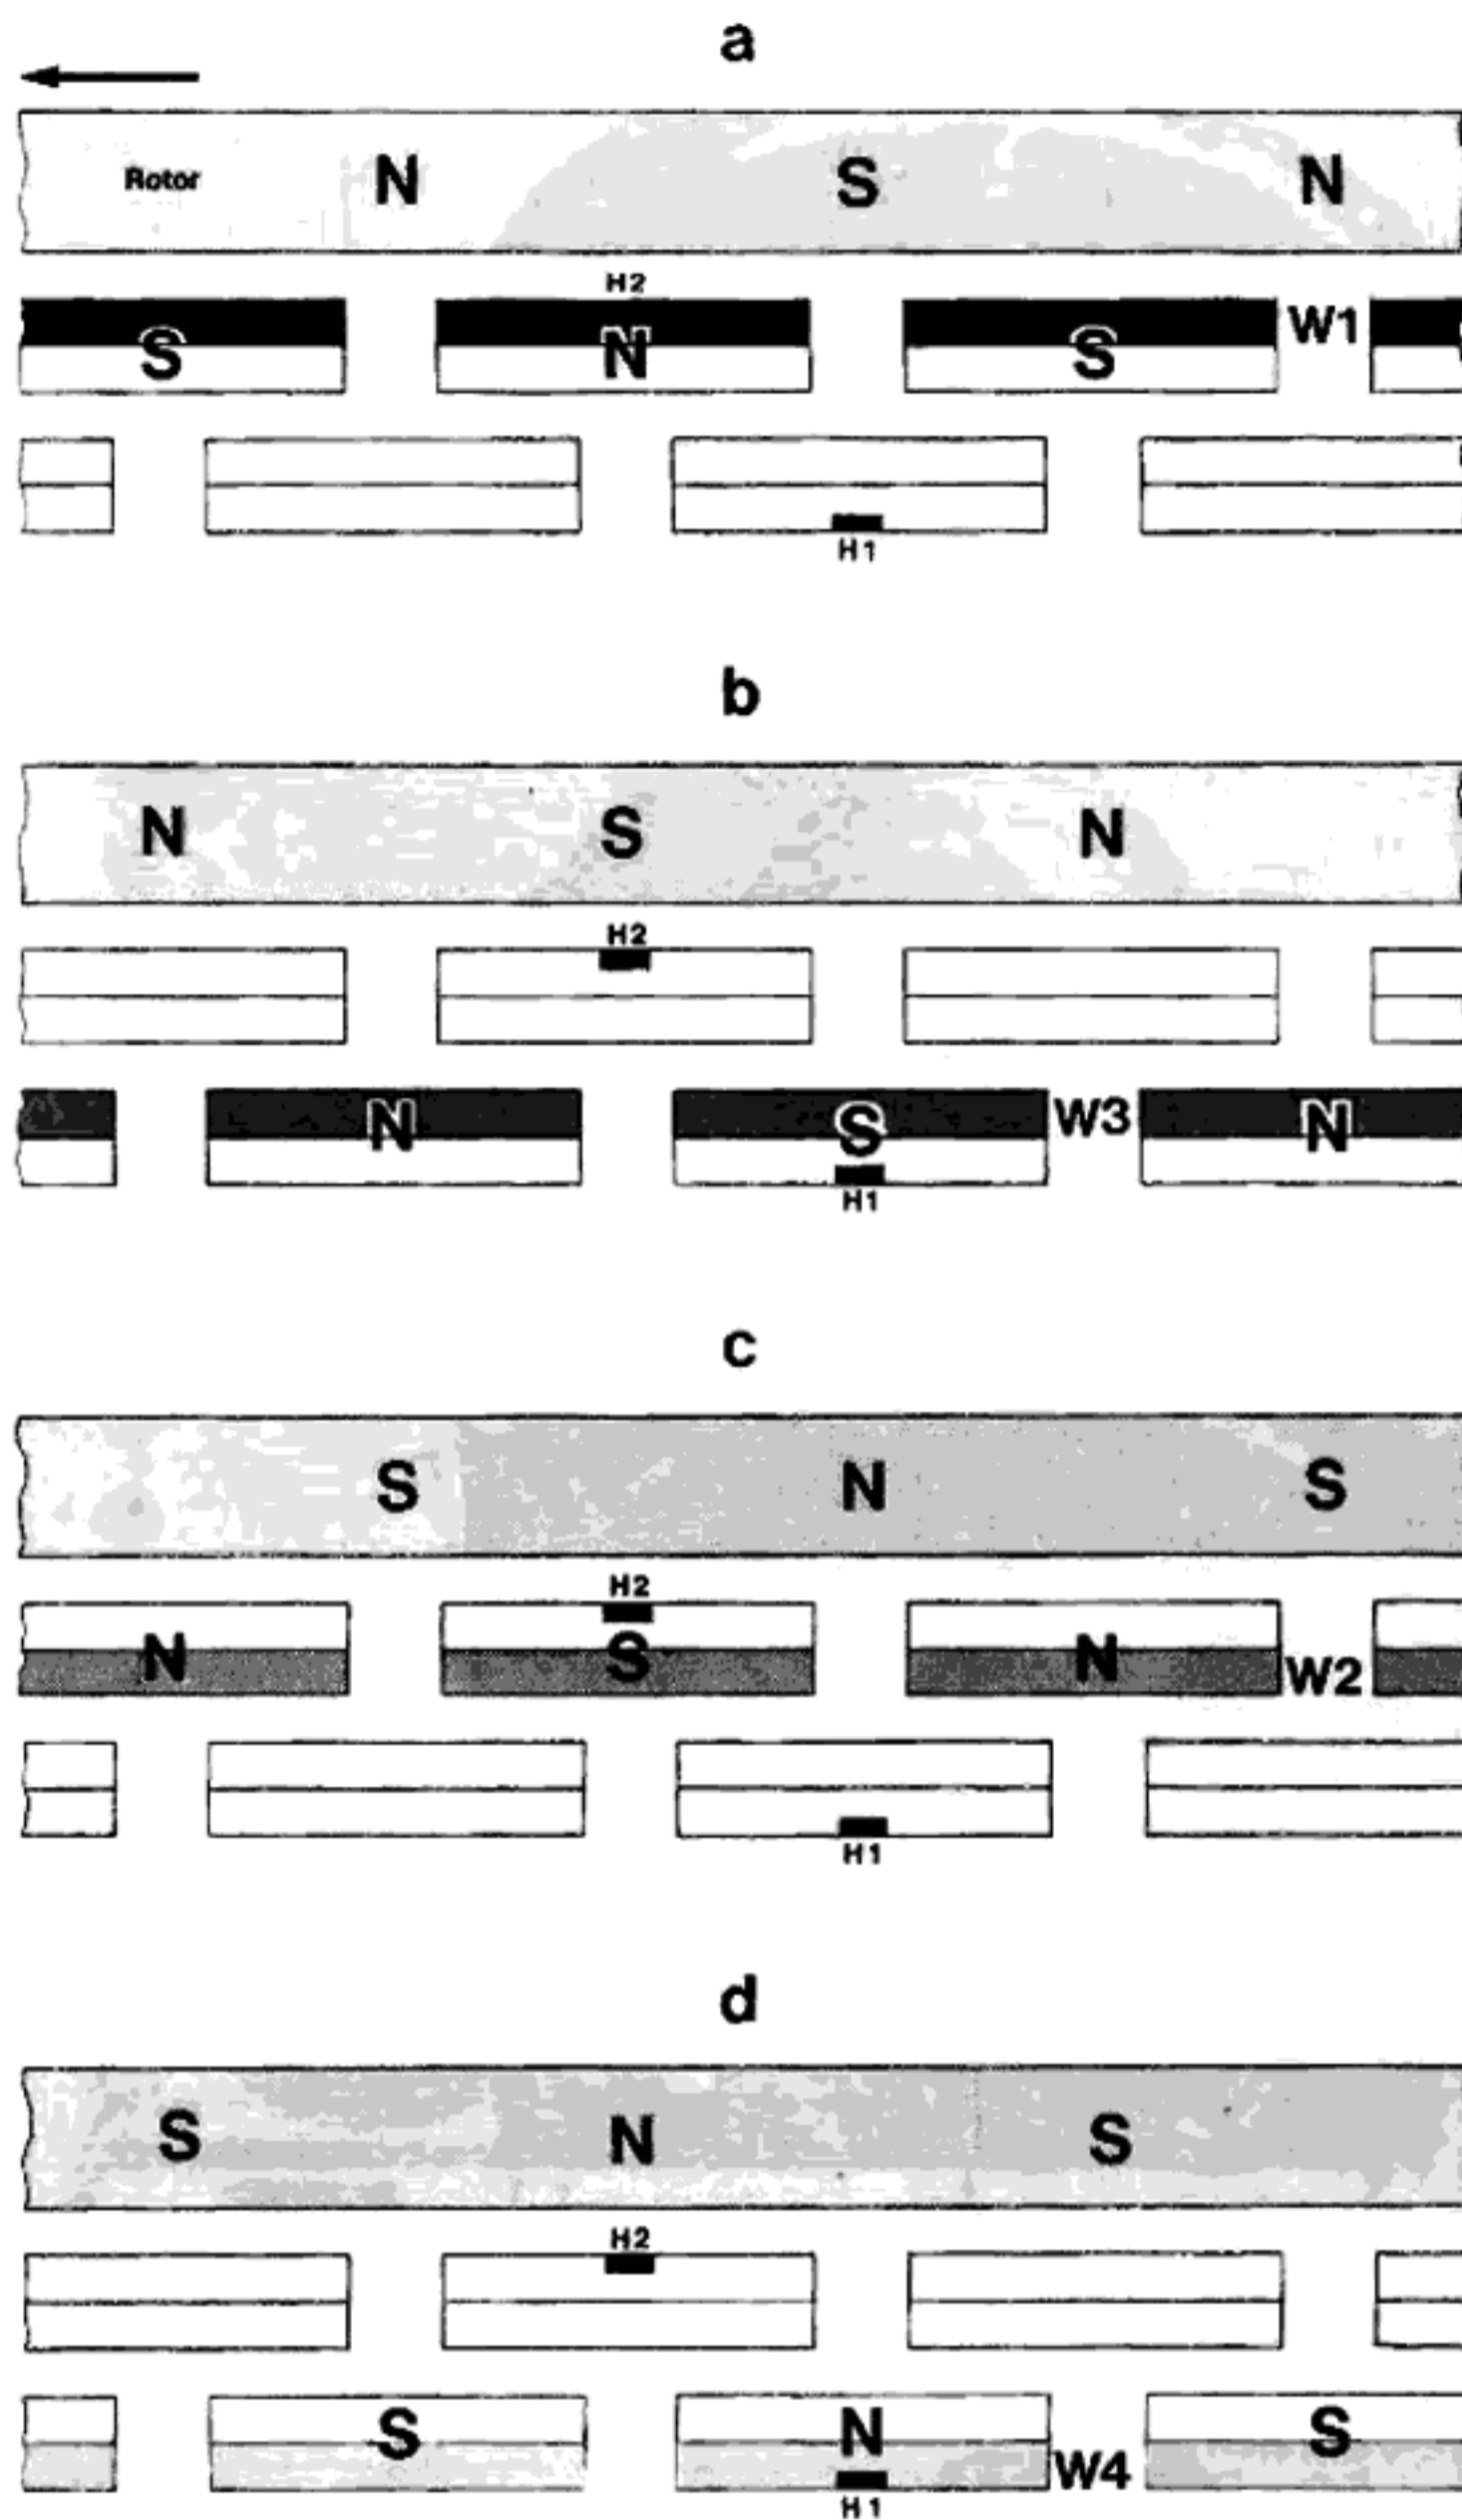 a
Rotor N S N
H2
S N S W1
H1
b
N S N
H2
N S W3 N
H1
c
S N S
H2
N S N W2
H1
d
S N S
H2
S N W4 S
H1